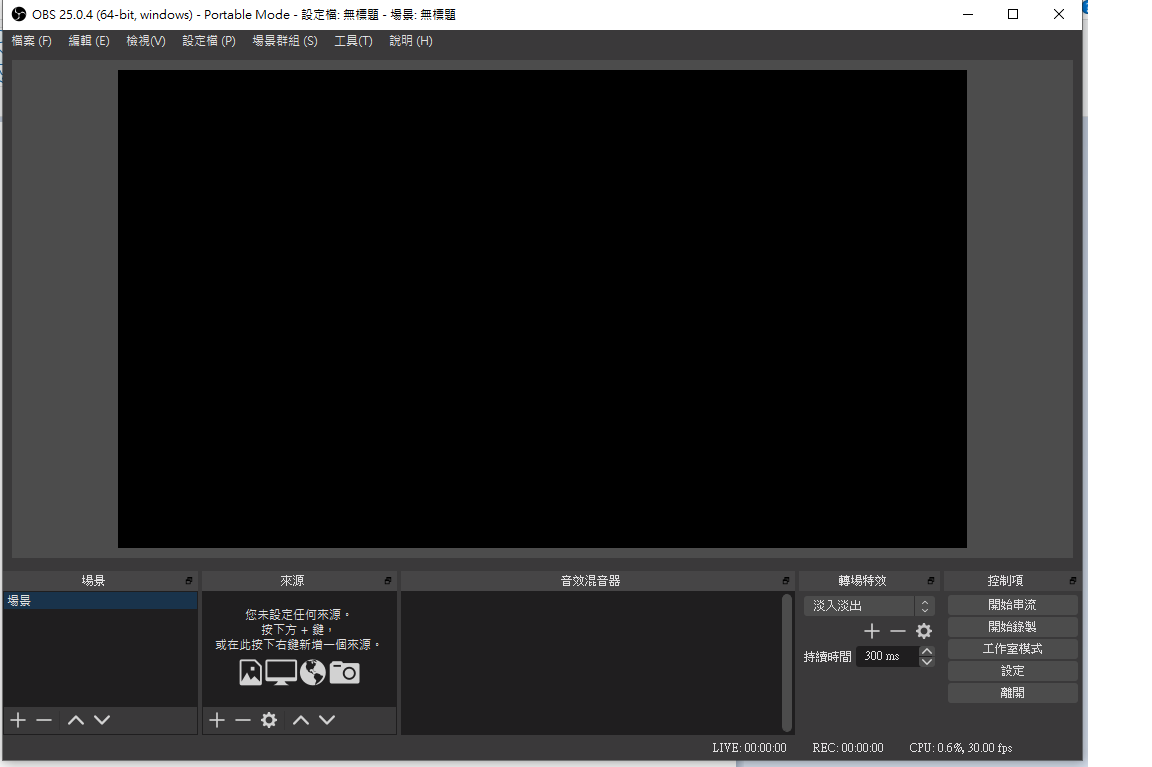 OBS 25.0.4 (64-bit, windows) - Portable Mode - 設定檔: 無標題 - 場景: 無標題
檔案 (F) 編輯 (E) 檢視(V) 設定檔 (P) 場景群組 (S) 工具(T) 說明 (H)
場景 來源 音效混音器 轉場特效 控制項
場景
您未設定任何來源。
按下方 + 鍵，
或在此按下右鍵新增一個來源。
淡入淡出
持續時間 300 ms
開始串流
開始錄製
工作室模式
設定
離開
LIVE: 00:00:00 REC: 00:00:00 CPU: 0.6%, 30.00 fps